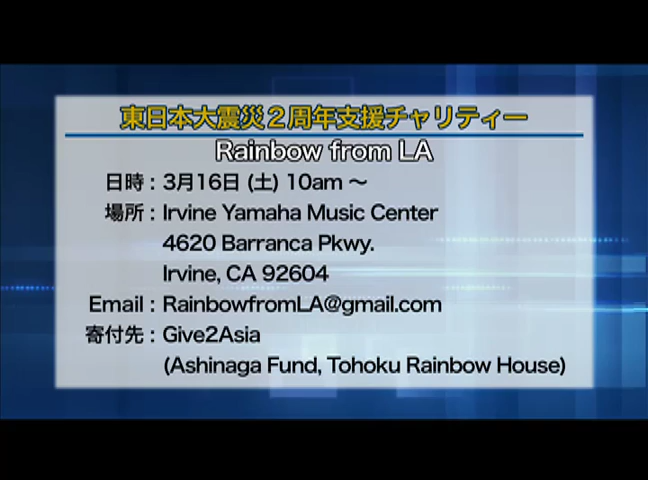 東日本大震災２周年支援チャリティー
Rainbow from LA
日時 : 3月16日 (土) 10am ～
場所 : Irvine Yamaha Music Center
4620 Barranca Pkwy.
Irvine, CA 92604
Email : RainbowfromLA@gmail.com
寄付先 : Give2Asia
(Ashinaga Fund, Tohoku Rainbow House)